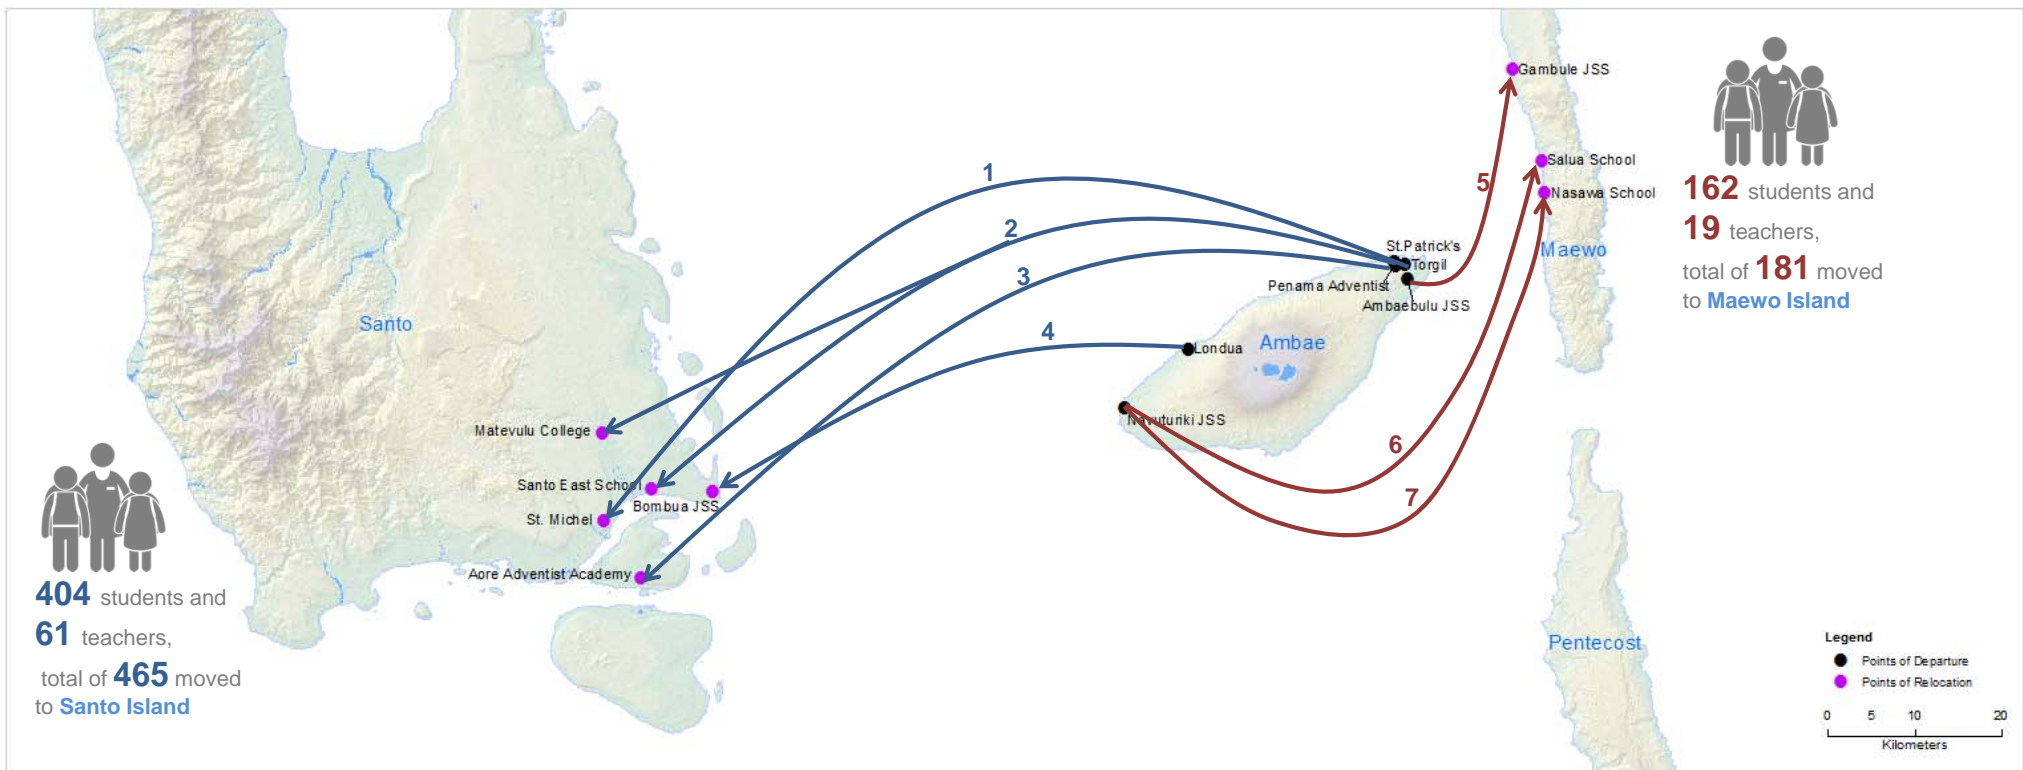 Gambule JSS
Salua School
Nasawa School
Maewo
162 students and
19 teachers,
total of 181 moved
to Maewo Island
1
2
3
4
5
6
7
St.Patrick's
Torgil
Penama Adventist
Ambaebulu JSS
Londua
Ambae
Navuturiki JSS
Santo
Matevulu College
Santo East School
Bombua JSS
St. Michel
Aore Adventist Academy
404 students and
61 teachers,
total of 465 moved
to Santo Island
Pentecost
Legend
Points of Departure
Points of Relocation
0 5 10 20
Kilometers